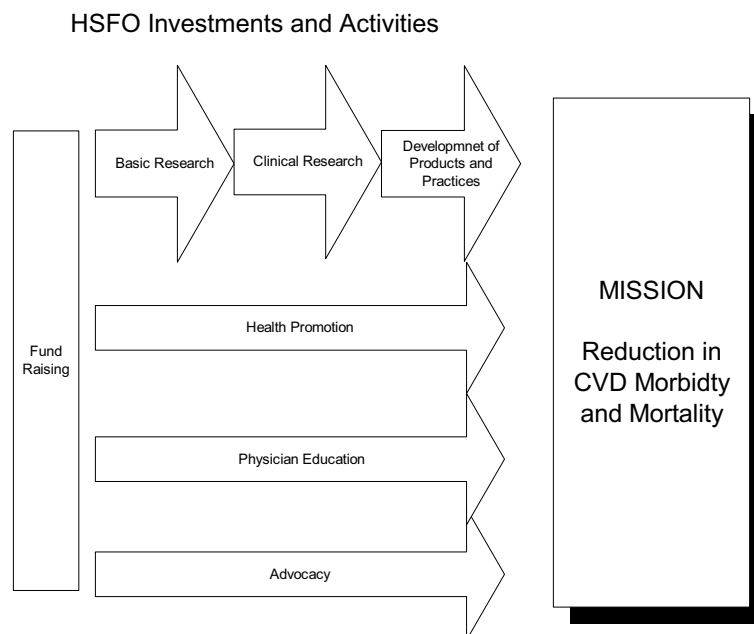 HSFO Investments and Activities
Basic Research
Clinical Research
Developmnet of
Products and
Practices
Fund
Raising
Health Promotion
Physician Education
Advocacy
MISSION
Reduction in
CVD Morbidty
and Mortality